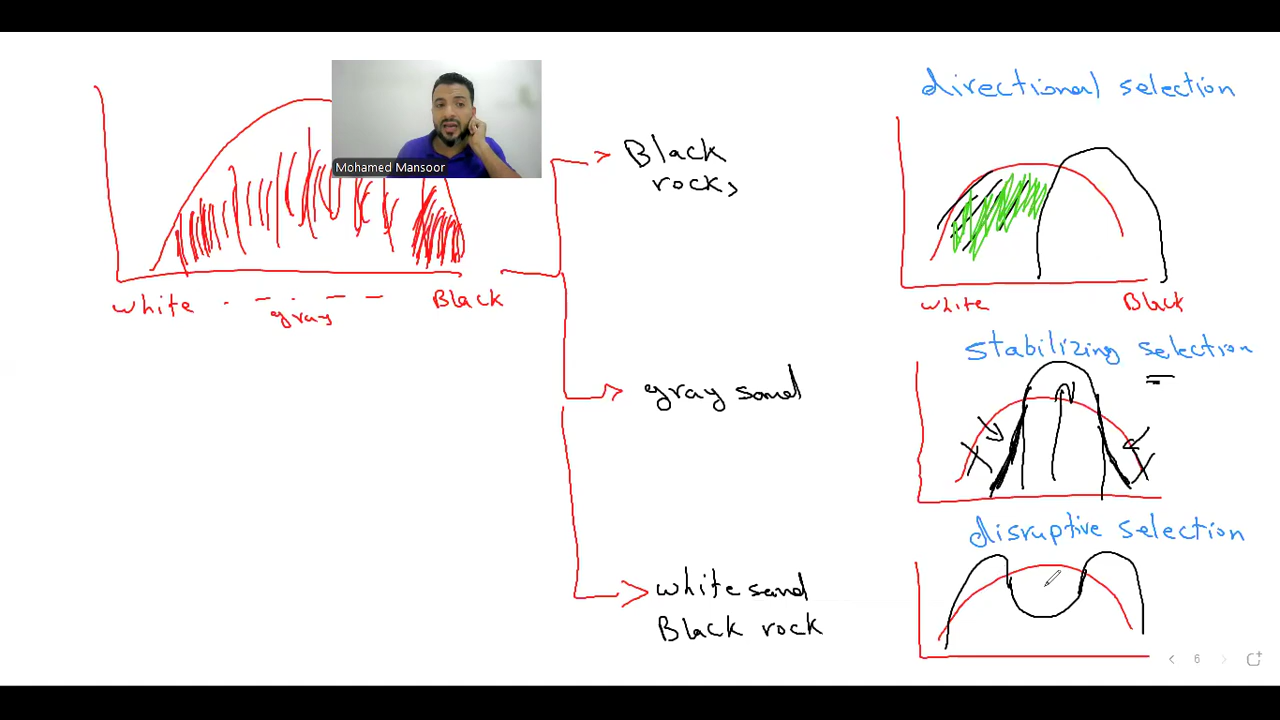 Mohamed Mansoor
white
gray
Black
Black
rocks
gray sand
white sand
Black rock
directional selection
white
Black
stabilizing selection
disruptive selection
6